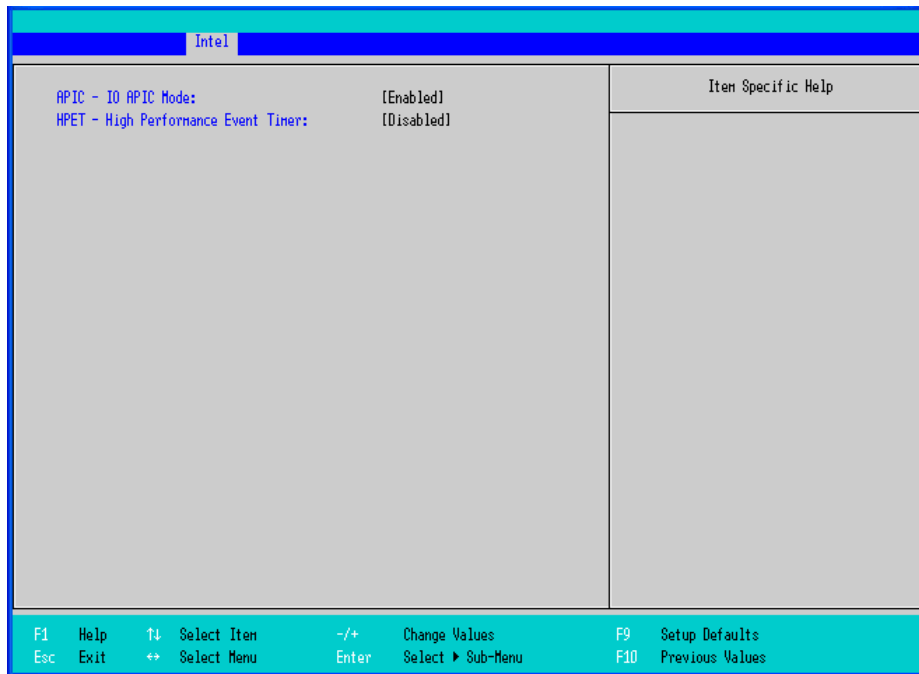 Intel
APIC - IO APIC Mode: [Enabled]
HPET - High Performance Event Timer: [Disabled]
Item Specific Help
F1 Help ↑↓ Select Item -/+ Change Values F9 Setup Defaults
Esc Exit ↔ Select Menu Enter Select ▶ Sub-Menu F10 Previous Values